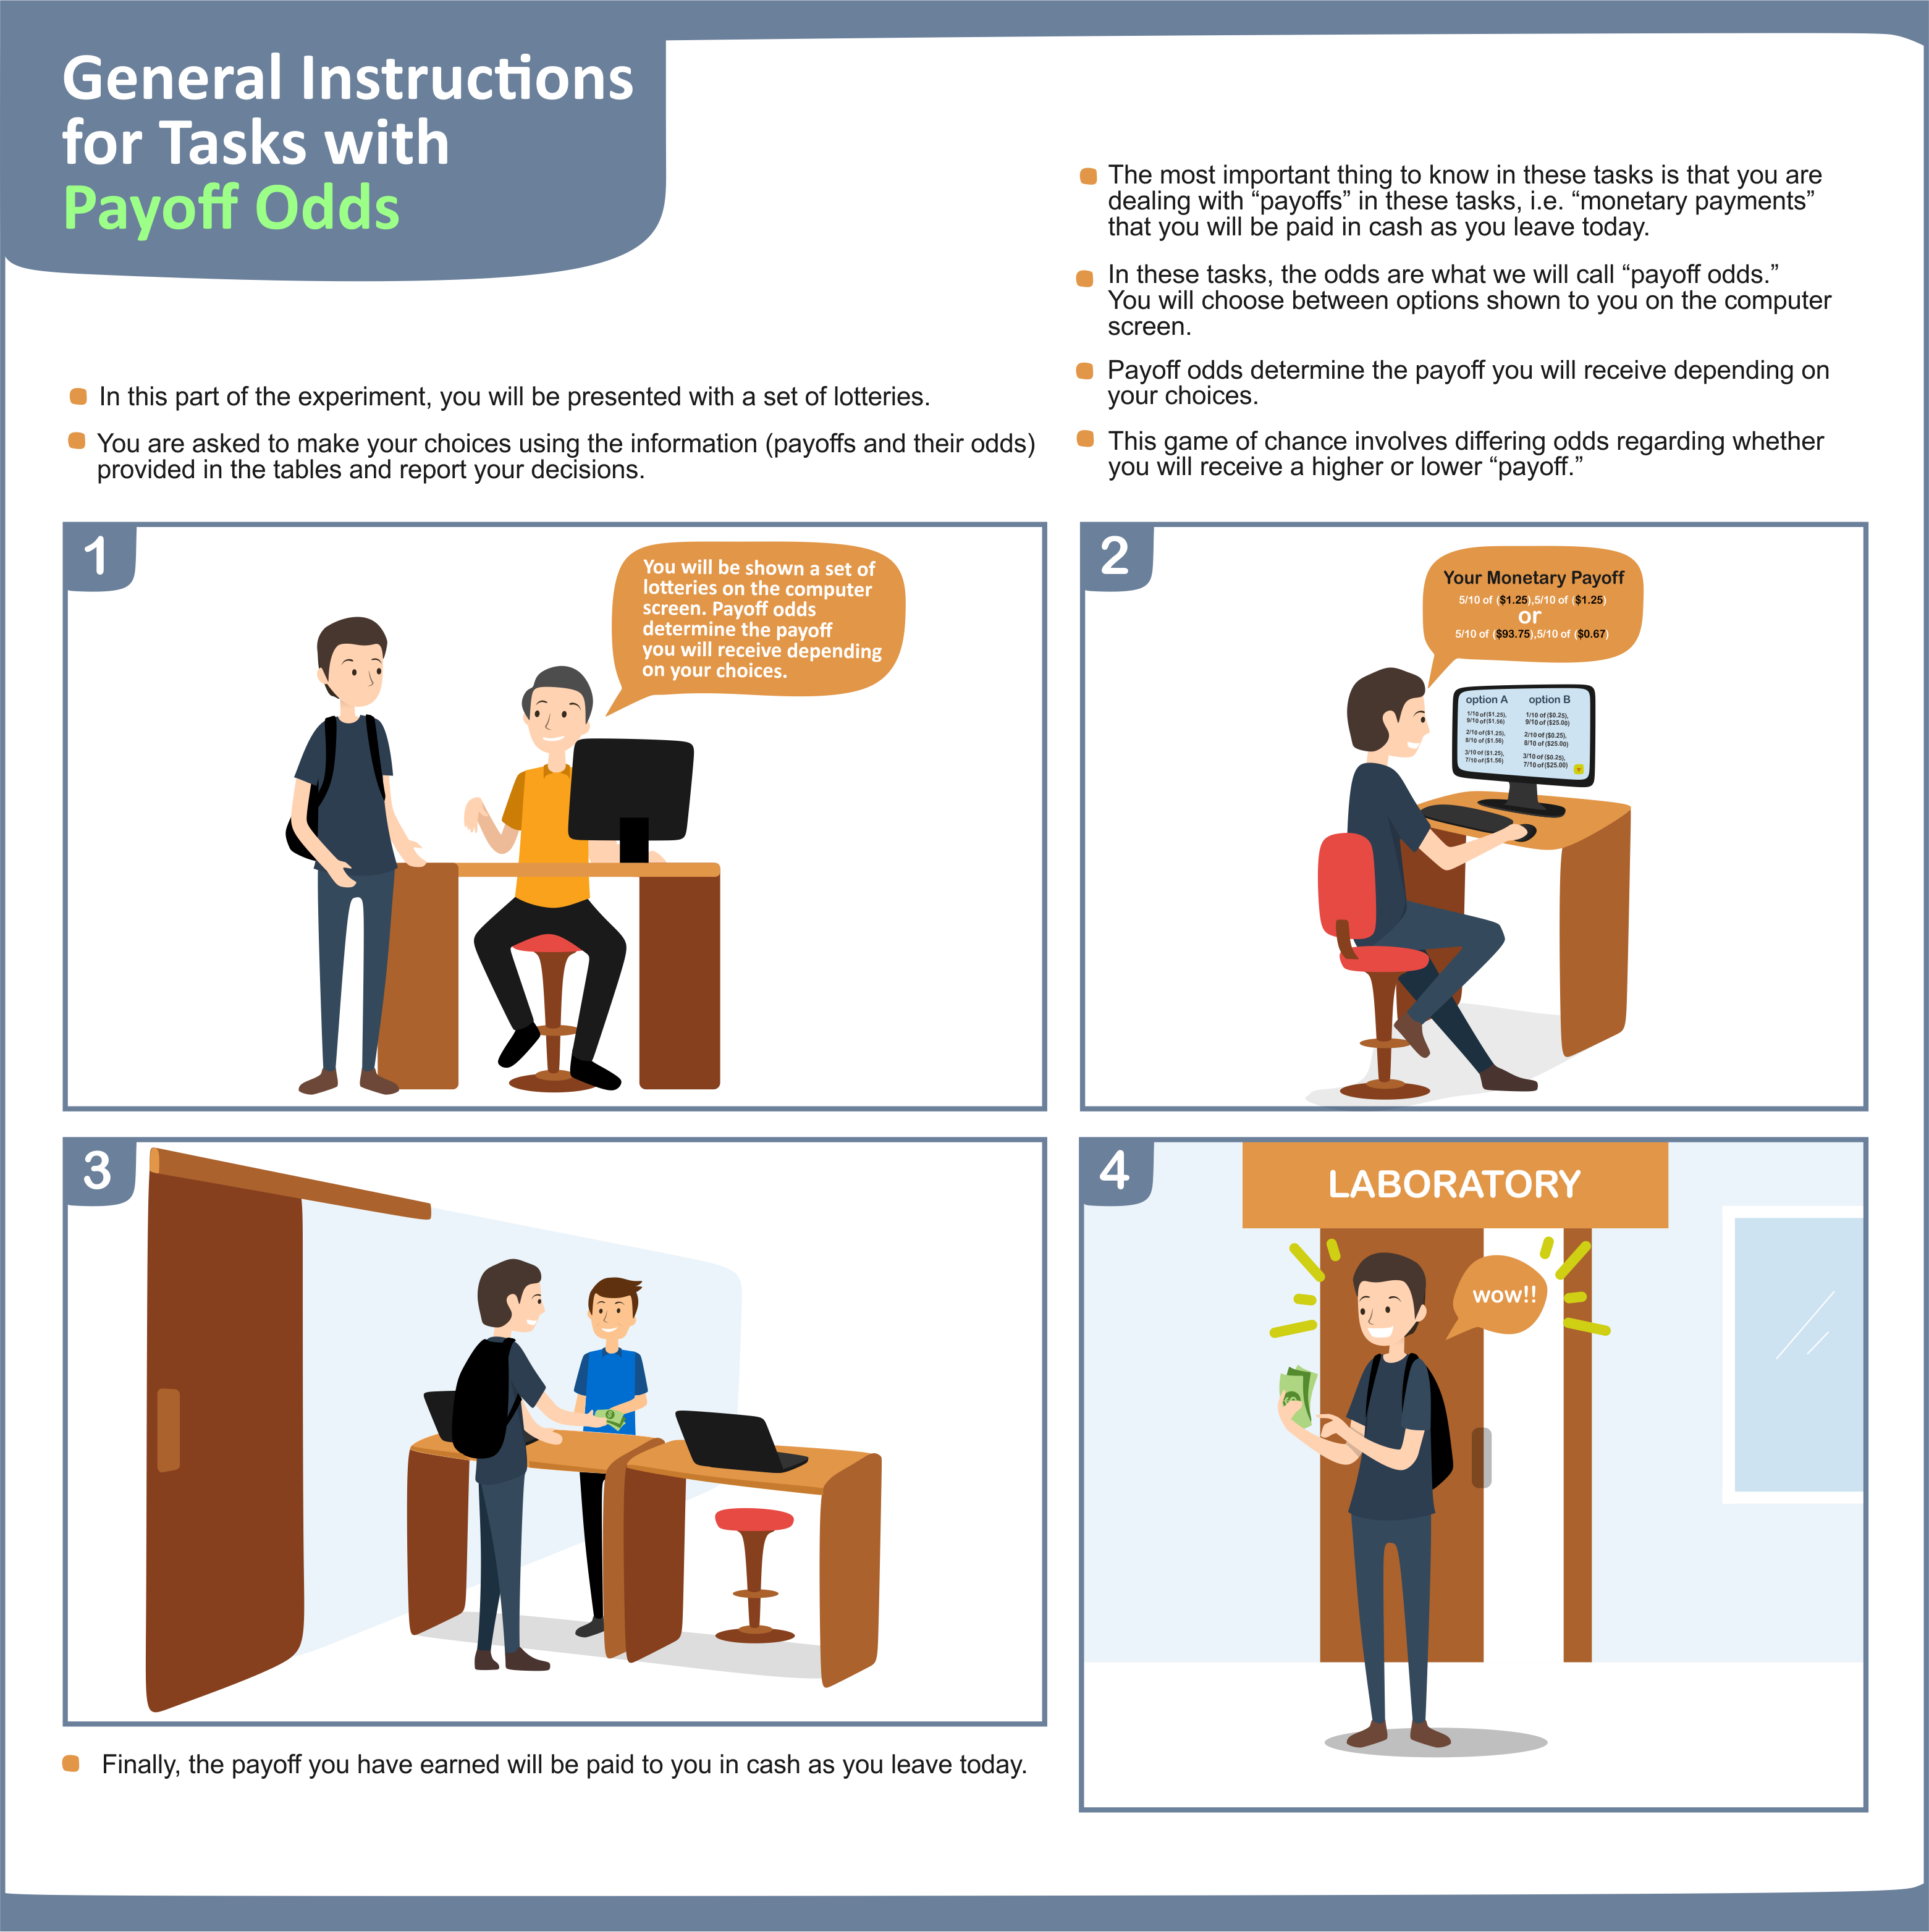 General Instructions
for Tasks with
Payoff Odds
In this part of the experiment, you will be presented with a set of lotteries.
You are asked to make your choices using the information (payoffs and their odds)
provided in the tables and report your decisions.
The most important thing to know in these tasks is that you are
dealing with “payoffs” in these tasks, i.e. “monetary payments”
that you will be paid in cash as you leave today.
In these tasks, the odds are what we will call “payoff odds.”
You will choose between options shown to you on the computer
screen.
Payoff odds determine the payoff you will receive depending on
your choices.
This game of chance involves differing odds regarding whether
you will receive a higher or lower “payoff.”
1
You will be shown a set of
lotteries on the computer
screen. Payoff odds
determine the payoff
you will receive depending
on your choices.
2
Your Monetary Payoff
5/10 of ($1.25),5/10 of ($1.25)
or
5/10 of ($93.75),5/10 of ($0.67)
option A
1/10 of($1.25),
9/10 of($1.56)
2/10 of($1.25),
8/10 of($1.56)
3/10 of($1.25),
7/10 of($1.56)
option B
1/10 of($0.25),
9/10 of($25.00)
2/10 of($0.25),
8/10 of($25.00)
3/10 of($0.25),
7/10 of($25.00)
3
4
LABORATORY
wow!!
Finally, the payoff you have earned will be paid to you in cash as you leave today.